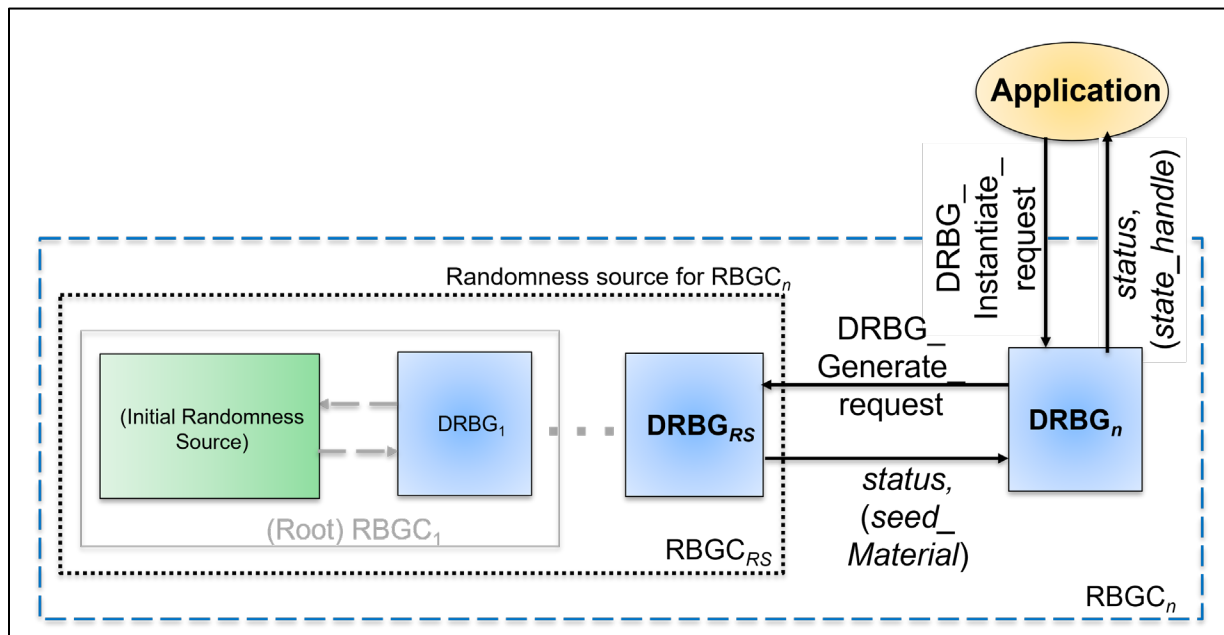 Application
DRBG_
Instantiate_
request
status,
(state_handle)
Randomness source for RBGCn
(Initial Randomness
Source)
DRBG1
DRBGRS
DRBG_
Generate_
request
DRBGn
status,
(seed_
Material)
(Root) RBGC1
RBGCRS
RBGCn